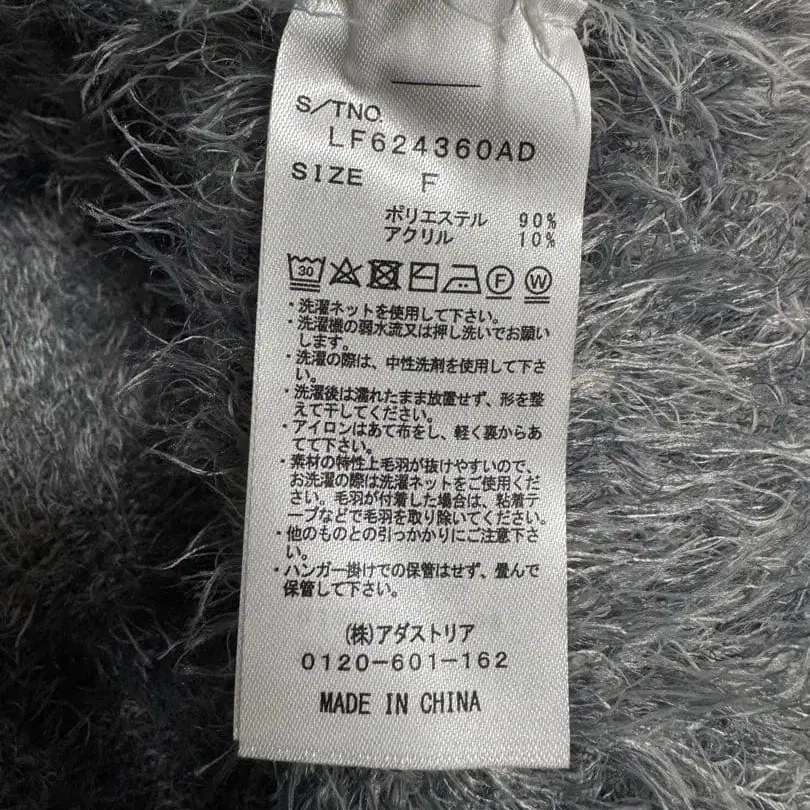 S/TNO.
LF624360AD
SIZE F
ポリエステル 90%
アクリル 10%
30 F W
・洗濯ネットを使用して下さい。
・洗濯機の弱水流又は押し洗いでお願い
します。
・洗濯の際は、中性洗剤を使用して下さ
い。
・洗濯後は濡れたまま放置せず、形を整
えて干してください。
・アイロンはあて布をし、軽く裏からあ
てて下さい。
・素材の特性上毛羽が抜けやすいので、
お洗濯の際は洗濯ネットをご使用くだ
さい。毛羽が付着した場合は、粘着テ
ープなどで毛羽を取り除いてください。
・他のものとの引っかかりにご注意下さ
い。
・ハンガー掛けでの保管はせず、畳んで
保管して下さい。
(株)アダストリア
0120-601-162
MADE IN CHINA